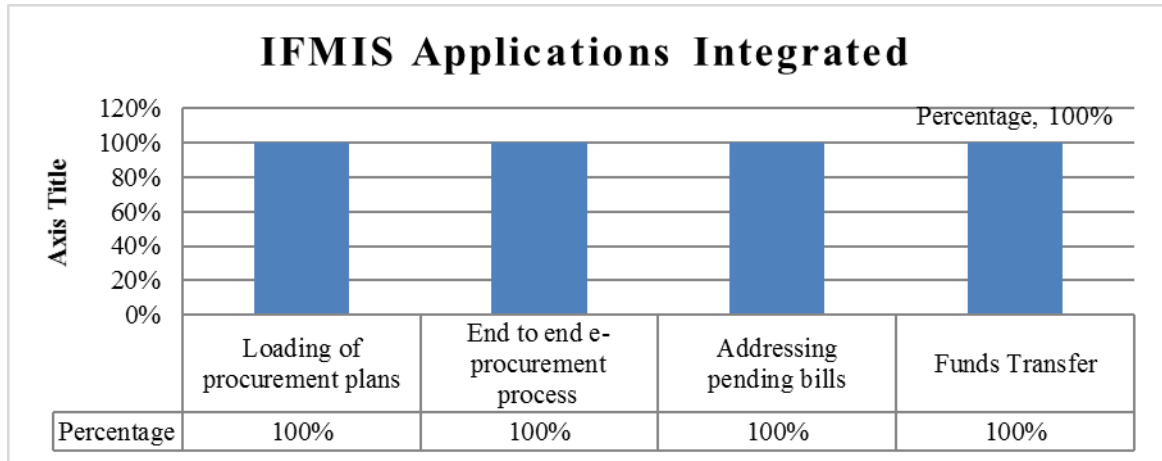 IFMIS Applications Integrated
120%
100%
80%
60%
40%
20%
0%
Axis Title
Percentage, 100%
Loading of
procurement plans
End to end e-
procurement
process
Addressing
pending bills
Funds Transfer
Percentage 100% 100% 100% 100%